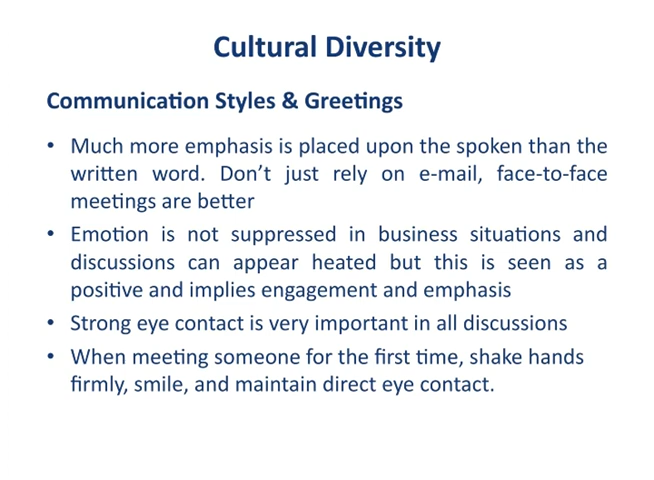 Cultural Diversity
Communication Styles & Greetings
• Much more emphasis is placed upon the spoken than the
written word. Don’t just rely on e-mail, face-to-face
meetings are better
• Emotion is not suppressed in business situations and
discussions can appear heated but this is seen as a
positive and implies engagement and emphasis
• Strong eye contact is very important in all discussions
• When meeting someone for the first time, shake hands
firmly, smile, and maintain direct eye contact.